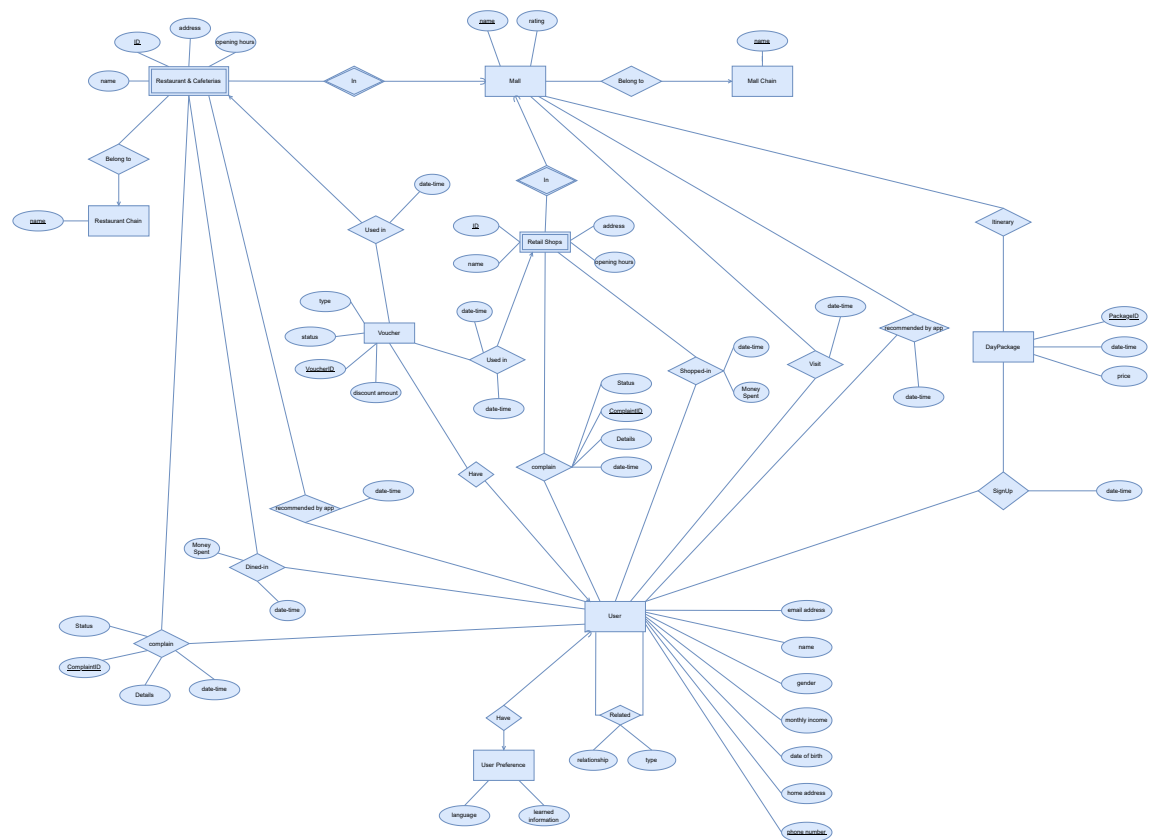 name
rating
address
ID
opening hours
name
Restaurant & Cafeterias
In
Mall
Belong to
Mall Chain
name
Belong to
name
Restaurant Chain
date-time
Used in
In
ID
address
Retail Shops
name
opening hours
Itinerary
type
status
Voucher
VoucherID
discount amount
date-time
Used in
date-time
date-time
Shopped-in
Money
Spent
date-time
Visit
recommended by app
date-time
DayPackage
PackageID
date-time
price
Status
ComplaintID
Details
date-time
complain
Have
date-time
recommended by app
SignUp
date-time
Money
Spent
Dined-in
date-time
Status
complain
ComplaintID
Details
date-time
User
email address
name
gender
monthly income
date of birth
home address
phone number
Have
Related
relationship
type
User Preference
language
learned
information